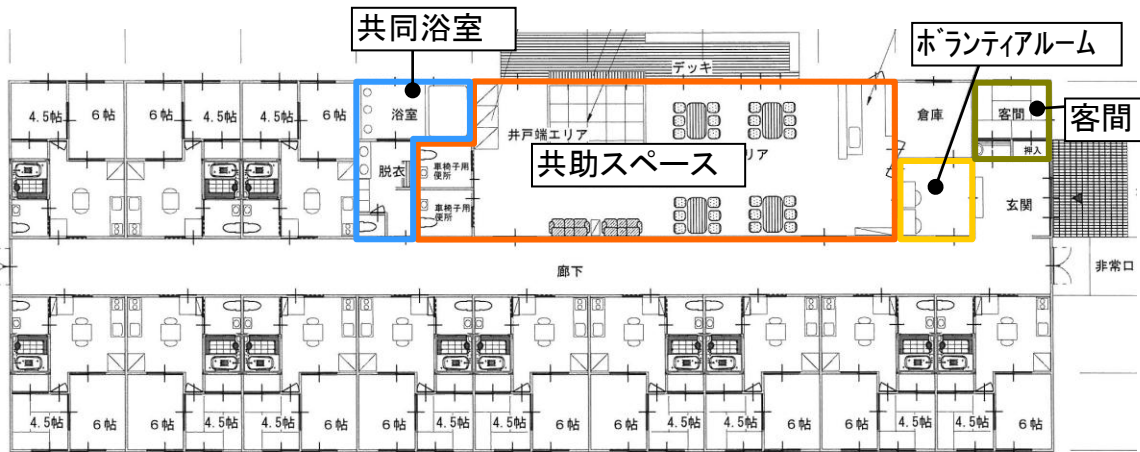 共同浴室
ボランティアルーム
デッキ
4.5帖
6帖
6帖
4.5帖
4.5帖
6帖
浴室
井戸端エリア
リア
倉庫
客間
客間
共助スペース
押入
脱衣
車椅子用
便所
車椅子用
便所
玄関
廊下
非常口
4.5帖
6帖
6帖
4.5帖
4.5帖
6帖
6帖
4.5帖
4.5帖
6帖
6帖
4.5帖
4.5帖
6帖
6帖
4.5帖
4.5帖
6帖